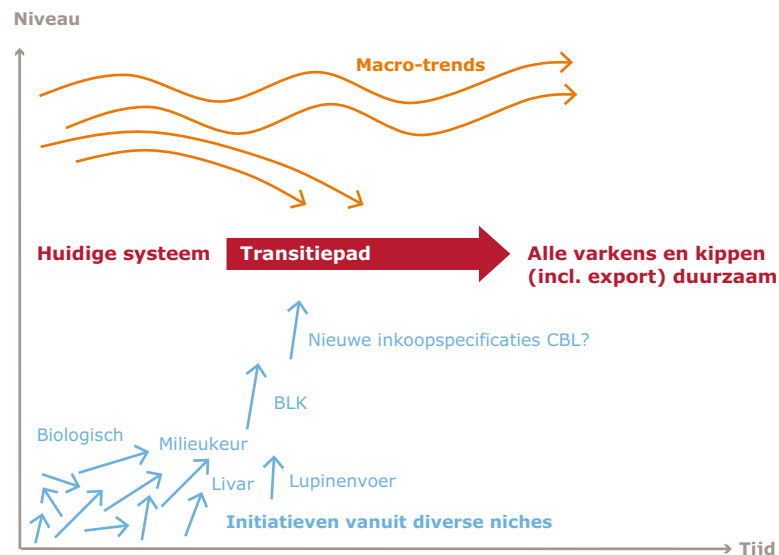 Niveau
Macro-trends
Huidige systeem
Transitiepad
Alle varkens en kippen
(incl. export) duurzaam
Nieuwe inkoopspecificaties CBL?
BLK
Biologisch
Milieukeur
Livar
Lupinenvoer
Initiatieven vanuit diverse niches
Tijd